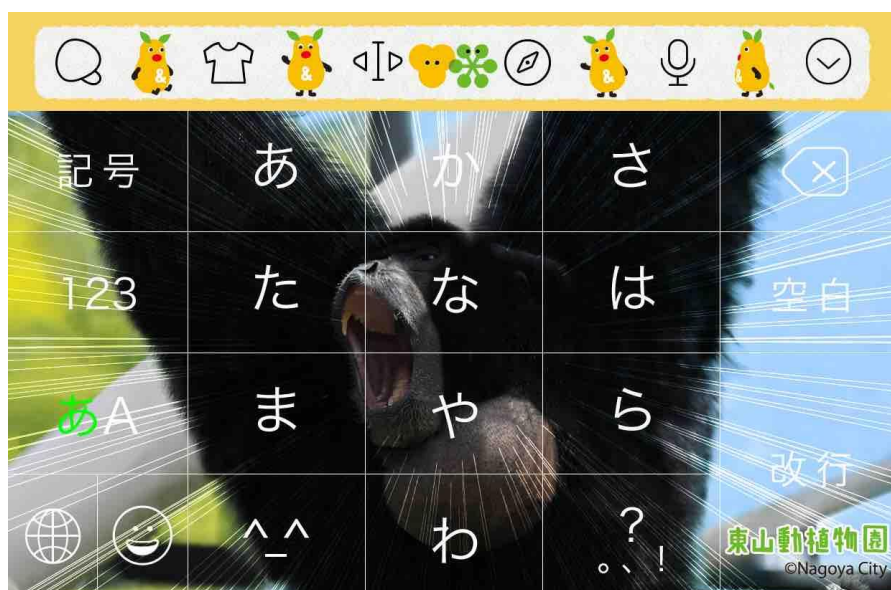 & & & &
記号 あ か さ
123 た な は 空白
あA ま や ら
改行
^_^ わ 。、?!
東山動植物園
©Nagoya City